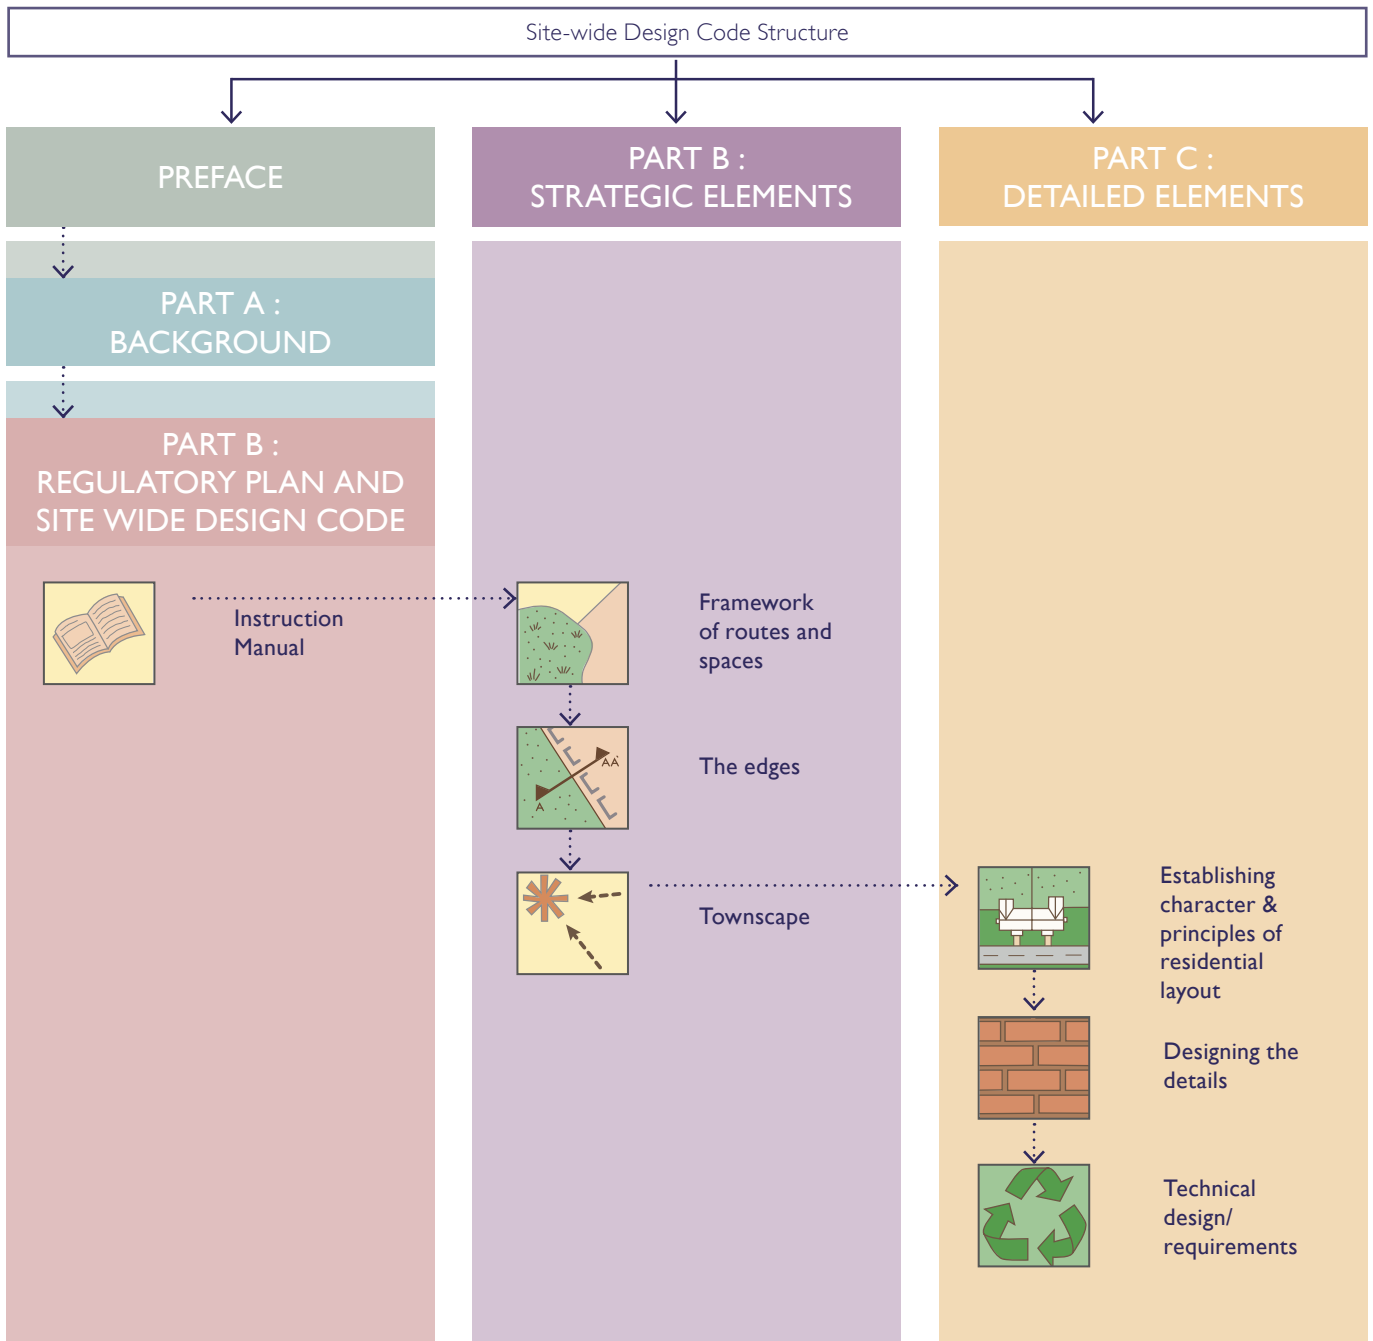 Site-wide Design Code Structure
PREFACE
PART A :
BACKGROUND
PART B :
REGULATORY PLAN AND
SITE WIDE DESIGN CODE
Instruction
Manual
PART B :
STRATEGIC ELEMENTS
Framework
of routes and
spaces
A
AA'
The edges
Townscape
PART C :
DETAILED ELEMENTS
Establishing
character &
principles of
residential
layout
Designing the
details
Technical
design/
requirements